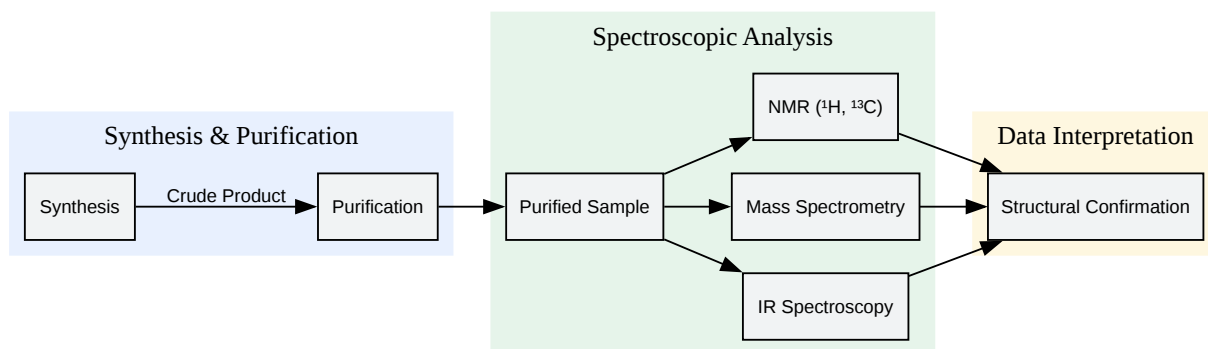 Synthesis & Purification
Synthesis
Crude Product
Purification
Spectroscopic Analysis
Purified Sample
NMR (¹H, ¹³C)
Mass Spectrometry
IR Spectroscopy
Data Interpretation
Structural Confirmation